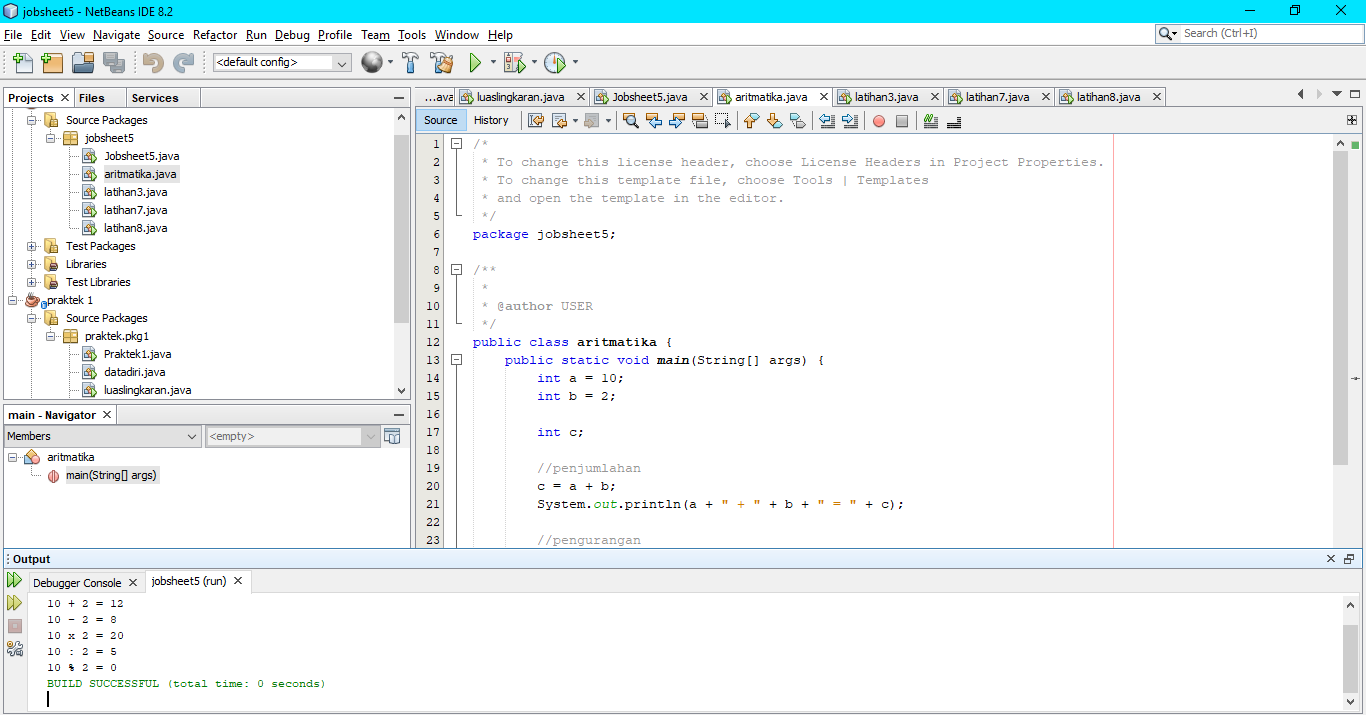 jobsheet5 - NetBeans IDE 8.2
File Edit View Navigate Source Refactor Run Debug Profile Team Tools Window Help
Search (Ctrl+I)
<default config>
Projects Files Services
Source Packages
jobsheet5
Jobsheet5.java
aritmatika.java
latihan3.java
latihan7.java
latihan8.java
Test Packages
Libraries
Test Libraries
praktek 1
Source Packages
praktek.pkg1
Praktek1.java
datadiri.java
luaslingkaran.java
main - Navigator
Members <empty>
aritmatika
main(String[] args)
...ava luaslingkaran.java Jobsheet5.java aritmatika.java latihan3.java latihan7.java latihan8.java
Source History
1 /*
2 * To change this license header, choose License Headers in Project Properties.
3 * To change this template file, choose Tools | Templates
4 * and open the template in the editor.
5 */
6 package jobsheet5;
7
8 /**
9 *
10 * @author USER
11 */
12 public class aritmatika {
13 public static void main(String[] args) {
14 int a = 10;
15 int b = 2;
16
17 int c;
18
19 //penjumlahan
20 c = a + b;
21 System.out.println(a + " + " + b + " = " + c);
22
23 //pengurangan
Output
Debugger Console jobsheet5 (run)
10 + 2 = 12
10 - 2 = 8
10 x 2 = 20
10 : 2 = 5
10 % 2 = 0
BUILD SUCCESSFUL (total time: 0 seconds)